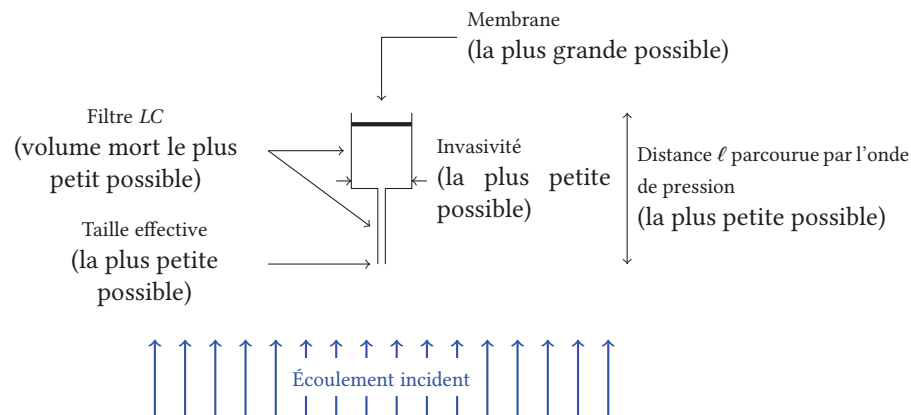 Membrane
(la plus grande possible)
Filtre LC
(volume mort le plus
petit possible)
Invasivité
(la plus petite
possible)
Distance ℓ parcourue par l'onde
de pression
(la plus petite possible)
Taille effective
(la plus petite
possible)
Écoulement incident